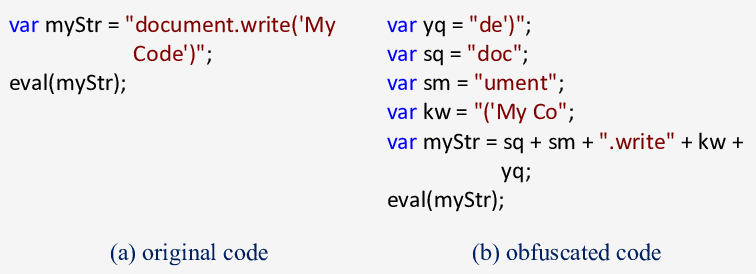 var myStr = "document.write('My
Code')";
eval(myStr);
(a) original code
var yq = "de')";
var sq = "doc";
var sm = "ument";
var kw = "('My Co";
var myStr = sq + sm + ".write" + kw +
yq;
eval(myStr);
(b) obfuscated code